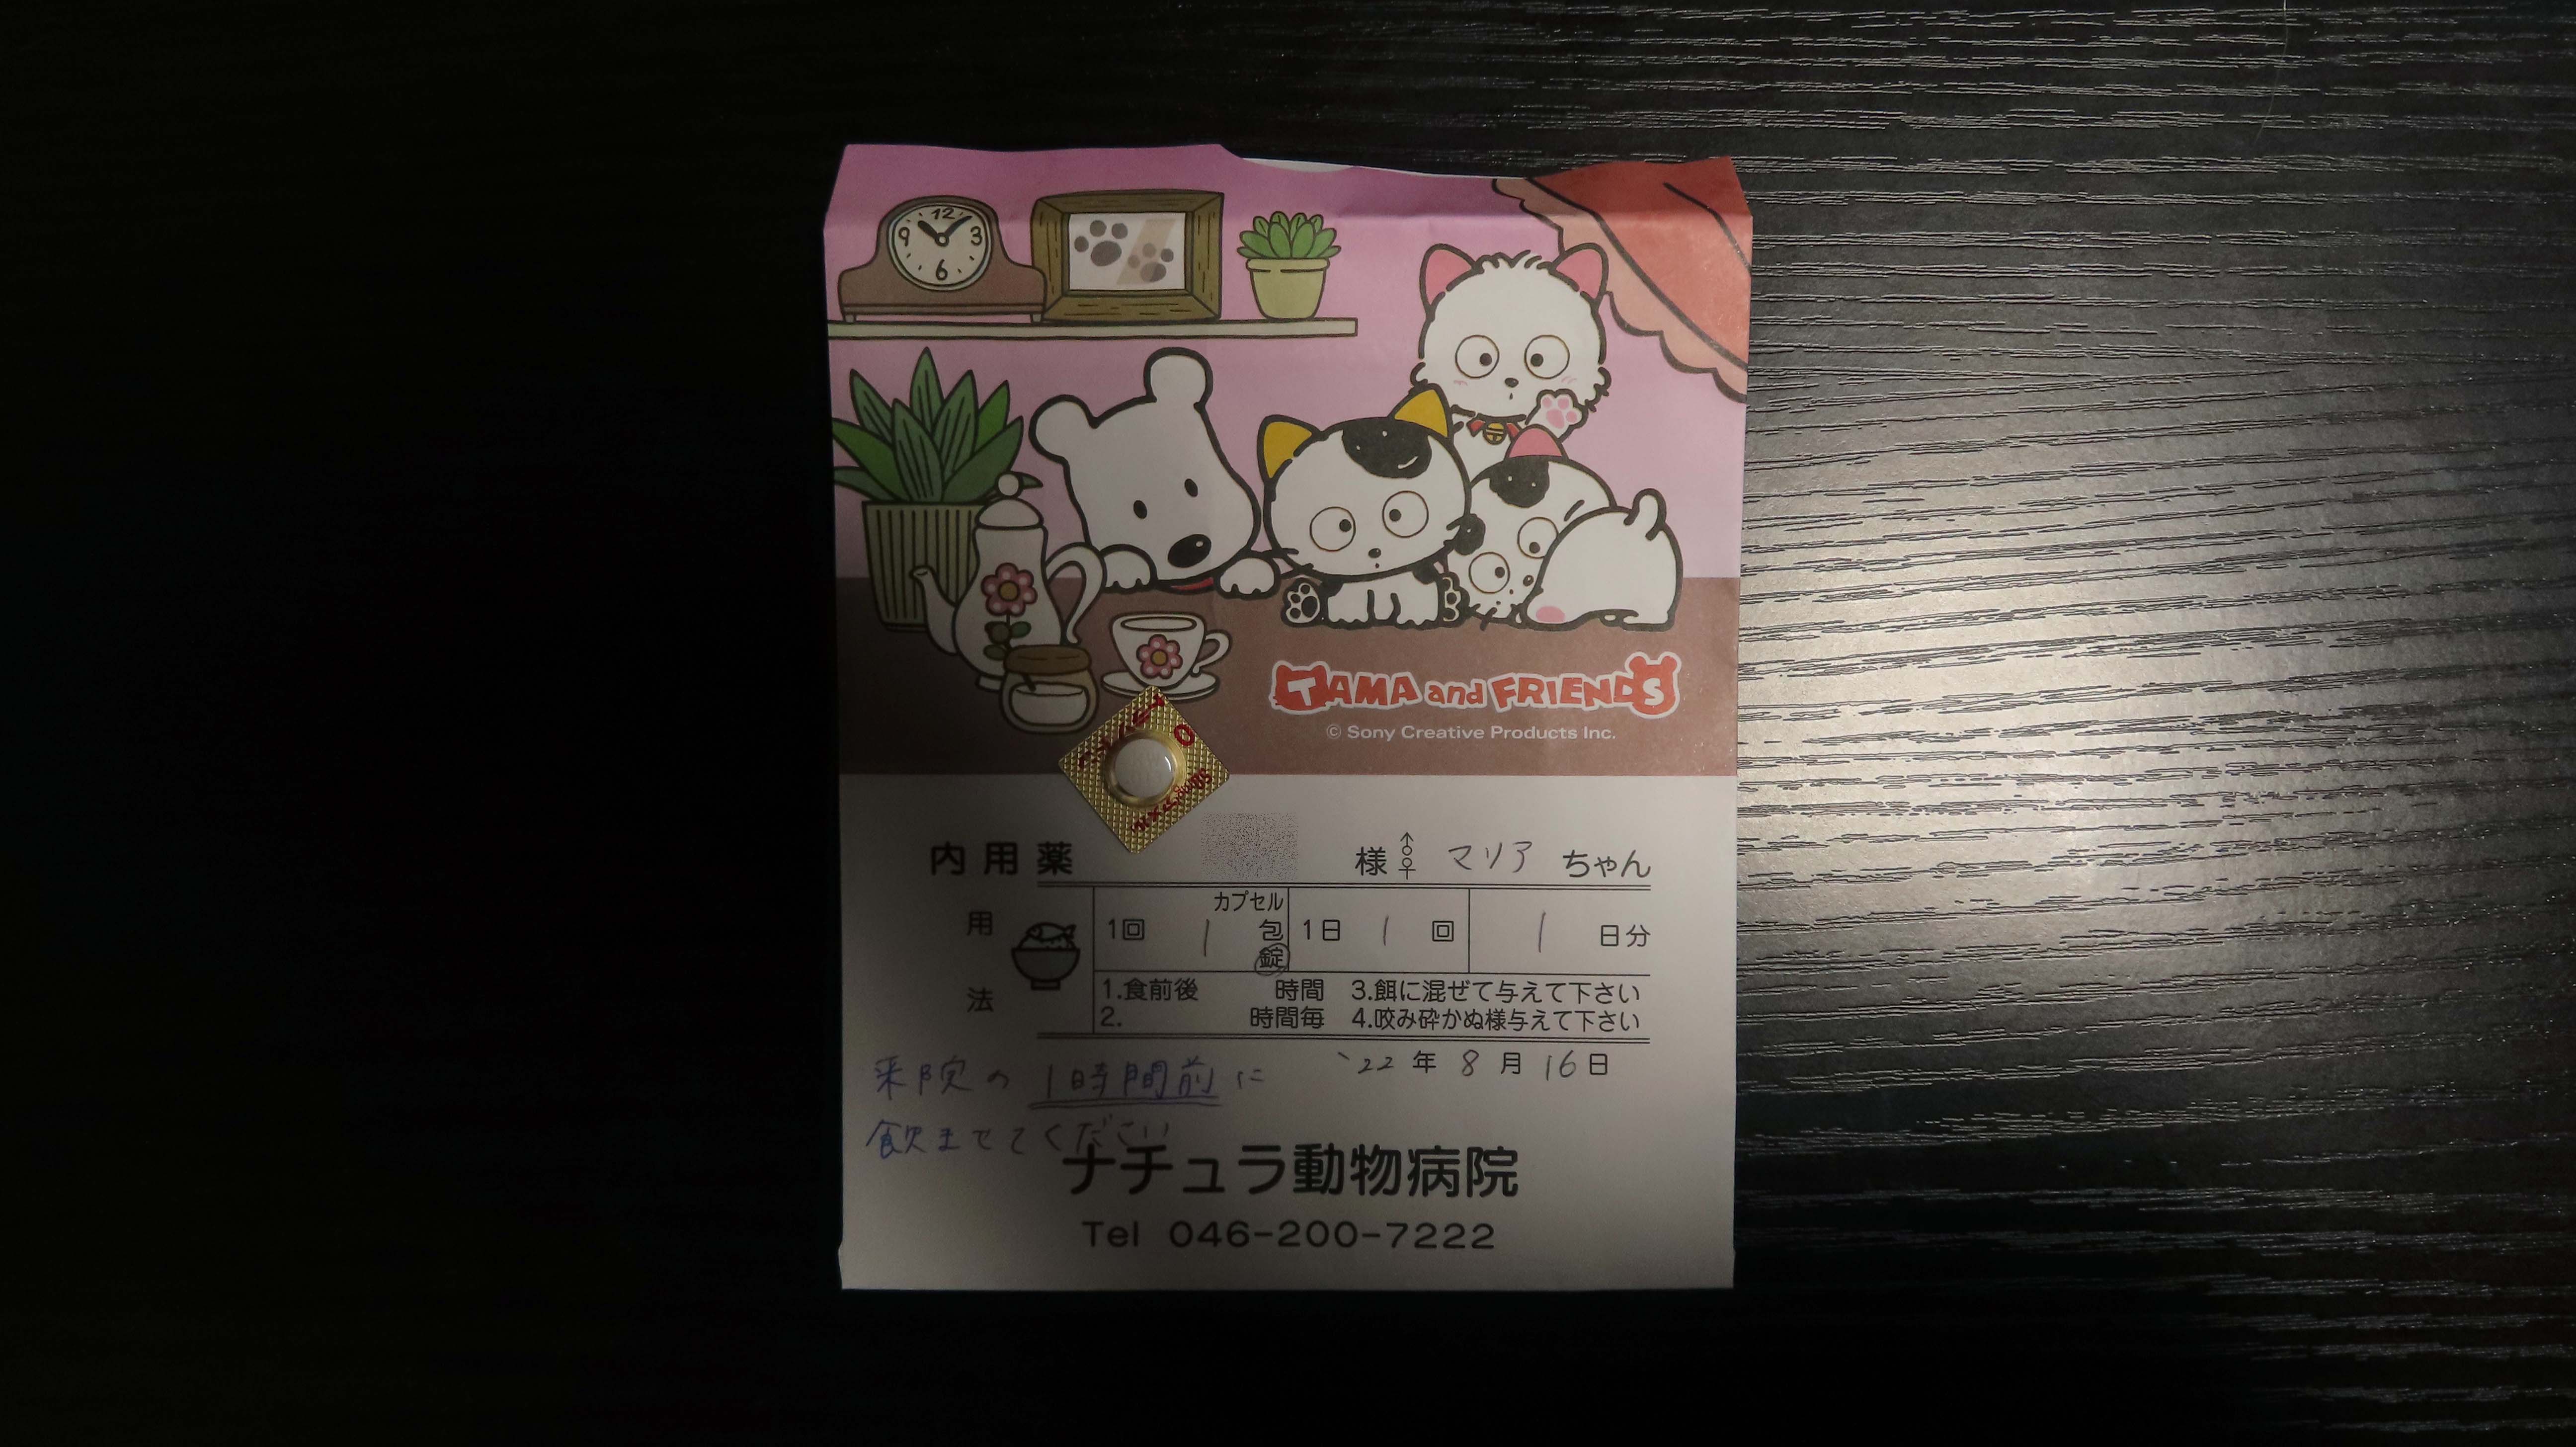 12
9 3
6
TAMA and FRIENDS
© Sony Creative Products Inc.
内用薬 様 ♂♀ マリア ちゃん
用法
カプセル
1回 1 包 1日 1 回 1 日分
錠
1.食前後 時間 3.餌に混ぜて与えて下さい
2. 時間毎 4.咬み砕かぬ様与えて下さい
'22 年 8 月 16 日
来院の 1時間前に
飲ませてください
ナチュラ動物病院
Tel 046-200-7222